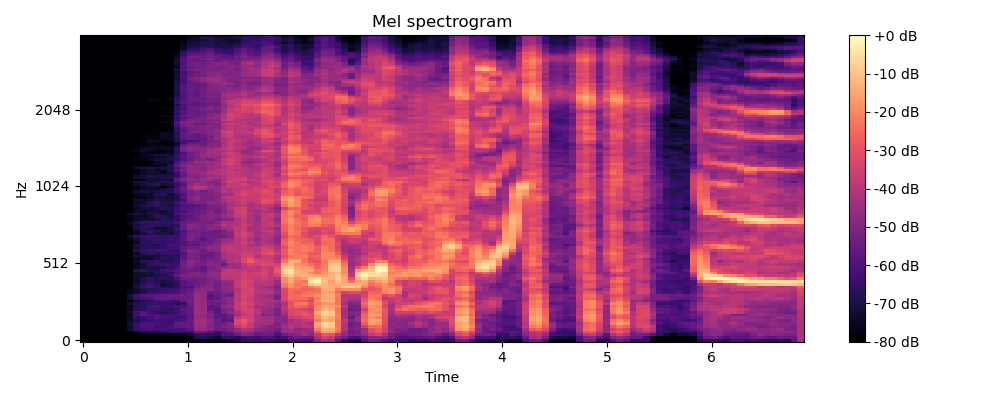 Mel spectrogram
+0 dB
-10 dB
-20 dB
-30 dB
-40 dB
-50 dB
-60 dB
-70 dB
-80 dB
2048
1024
512
0
Hz
0 1 2 3 4 5 6
Time